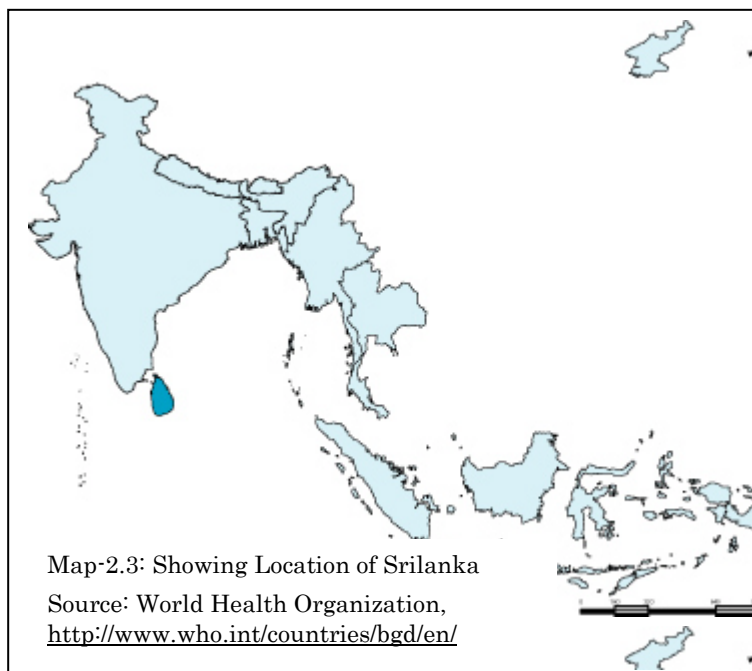 Map-2.3: Showing Location of Srilanka
Source: World Health Organization,
http://www.who.int/countries/bgd/en/